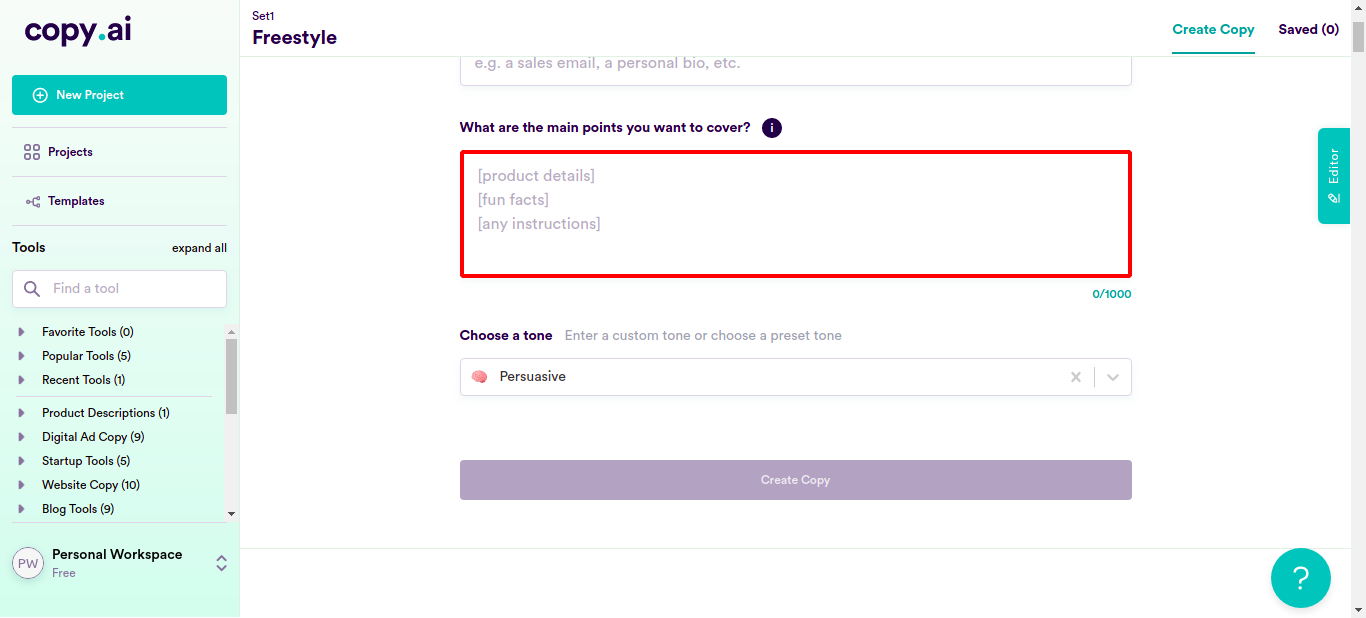 copy.ai
New Project
Projects
Templates
Tools
expand all
Find a tool
Favorite Tools (0)
Popular Tools (5)
Recent Tools (1)
Product Descriptions (1)
Digital Ad Copy (9)
Startup Tools (5)
Website Copy (10)
Blog Tools (9)
PW
Personal Workspace
Free
Set1
Freestyle
Create Copy
Saved (0)
e.g. a sales email, a personal bio, etc.
What are the main points you want to cover? i
[product details]
[fun facts]
[any instructions]
0/1000
Choose a tone Enter a custom tone or choose a preset tone
Persuasive
Create Copy
Editor
?